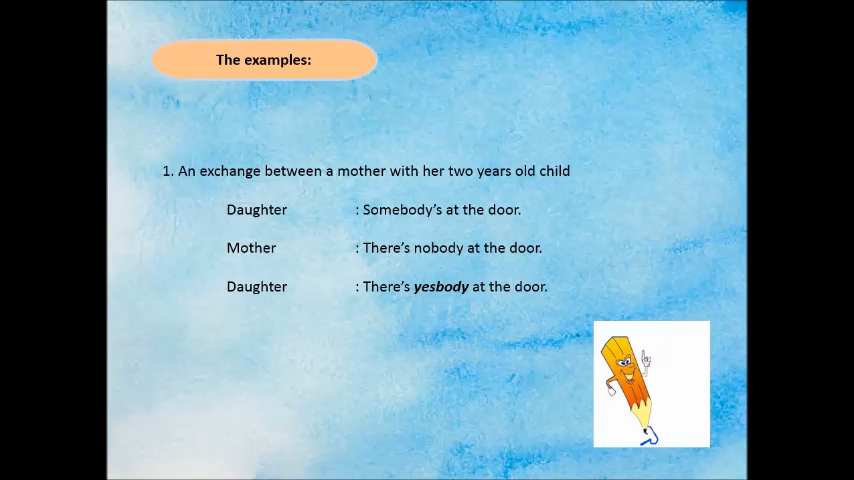 The examples:
1. An exchange between a mother with her two years old child
Daughter : Somebody's at the door.
Mother : There's nobody at the door.
Daughter : There's yesbody at the door.